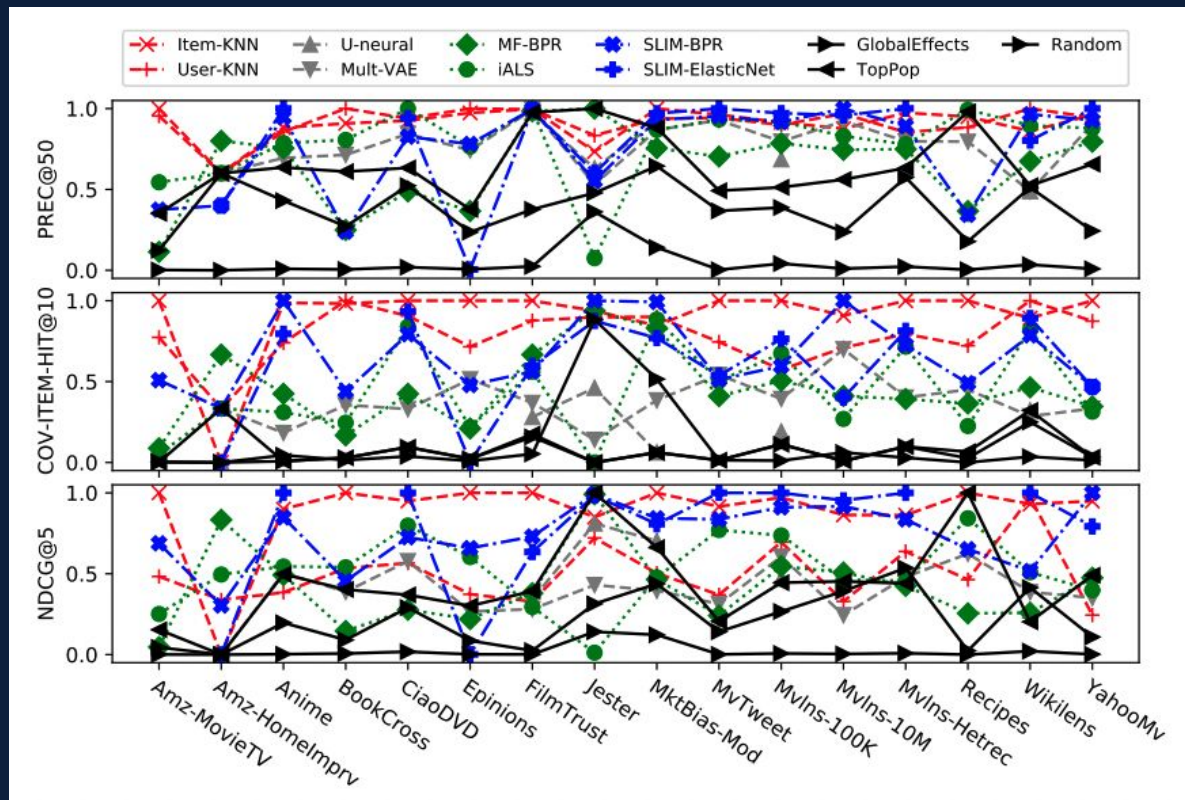 Item-KNN U-neural MF-BPR SLIM-BPR GlobalEffects Random
User-KNN Mult-VAE iALS SLIM-ElasticNet TopPop
PREC@50
1.0
0.5
0.0
COV-ITEM-HIT@10
1.0
0.5
0.0
NDCG@5
1.0
0.5
0.0
Amz-MovieTV
Amz-HomeImprv
Anime
BookCross
CiaoDVD
Epinions
FilmTrust
Jester
MktBias-Mod
MvTweet
Mvlns-100K
Mvlns-10M
Mvlns-Hetrec
Recipes
Wikilens
YahooMv